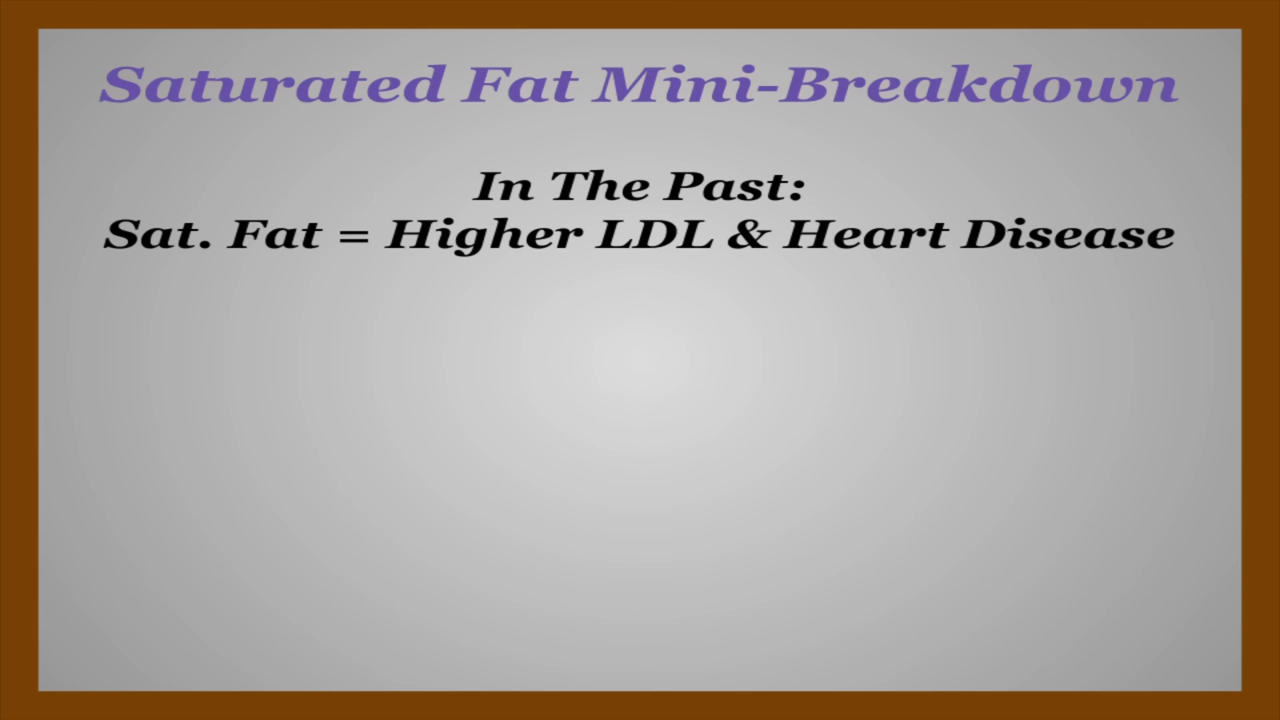 Saturated Fat Mini-Breakdown
In The Past:
Sat. Fat = Higher LDL & Heart Disease